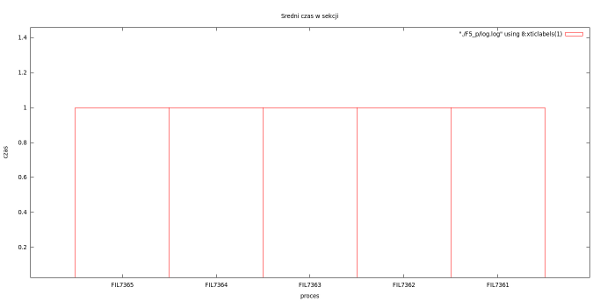 Sredni czas w sekcji
"./F5_p/log.log" using 8:xticlabels(1)
1.4
1.2
1
0.8
0.6
0.4
0.2
czas
FIL7365 FIL7364 FIL7363 FIL7362 FIL7361
proces